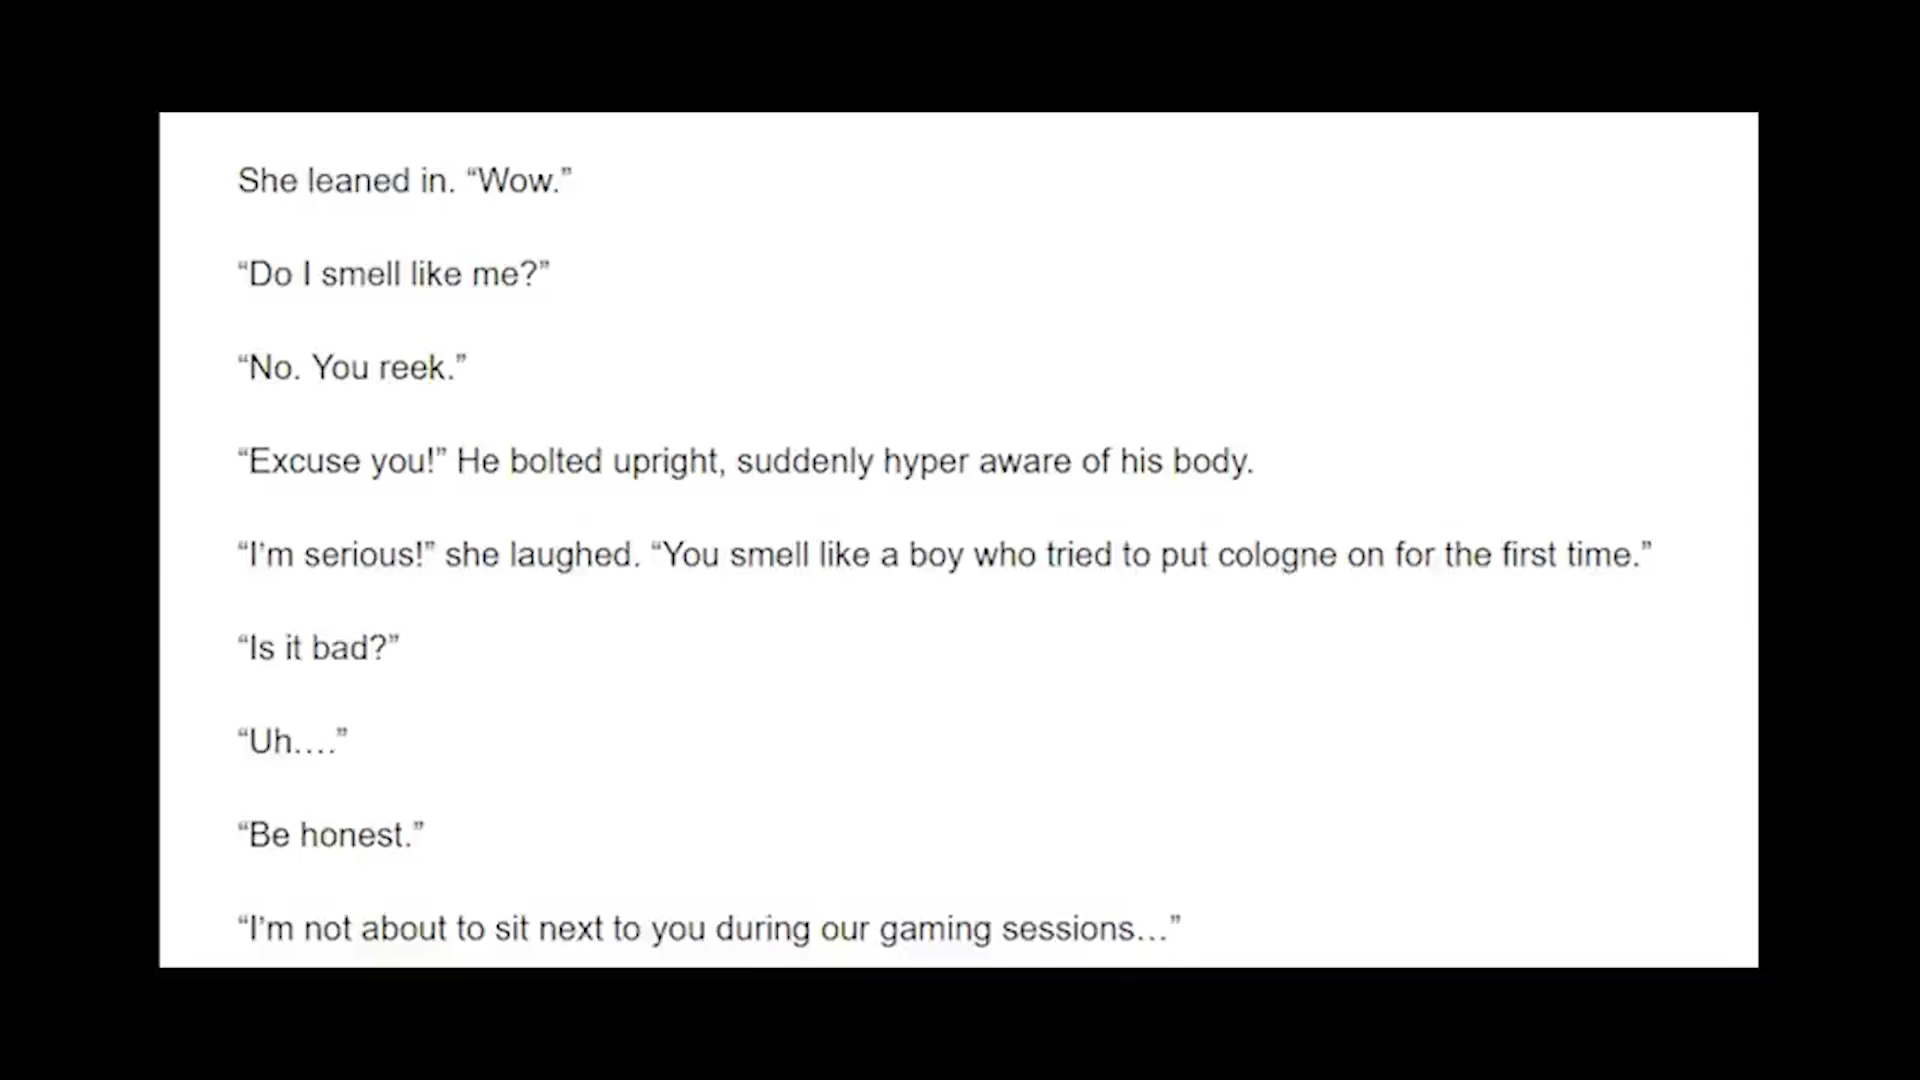 She leaned in. “Wow.”
“Do I smell like me?”
“No. You reek.”
“Excuse you!” He bolted upright, suddenly hyper aware of his body.
“I’m serious!” she laughed. “You smell like a boy who tried to put cologne on for the first time.”
“Is it bad?”
“Uh….”
“Be honest.”
“I’m not about to sit next to you during our gaming sessions…”